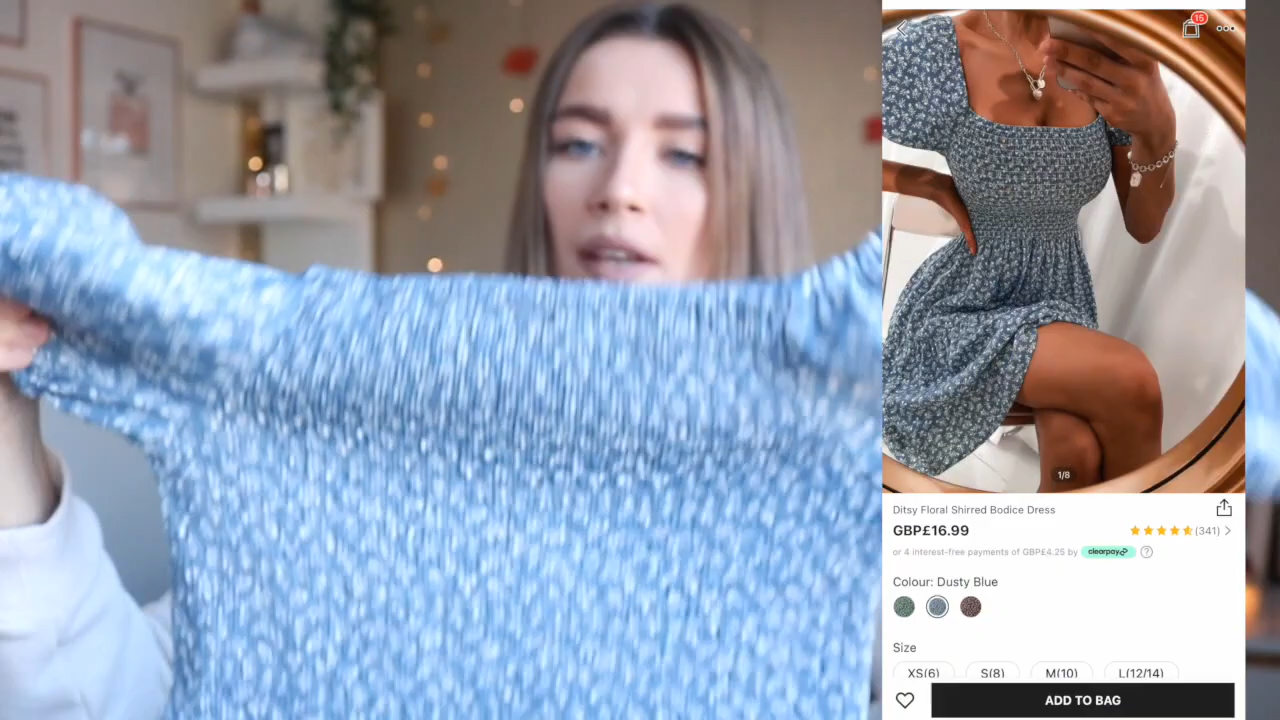 15
1/8
Ditsy Floral Shirred Bodice Dress
GBP£16.99
(341)
or 4 interest-free payments of GBP£4.25 by clearpay ?
Colour: Dusty Blue
Size
XS(6) S(8) M(10) L(12/14)
ADD TO BAG